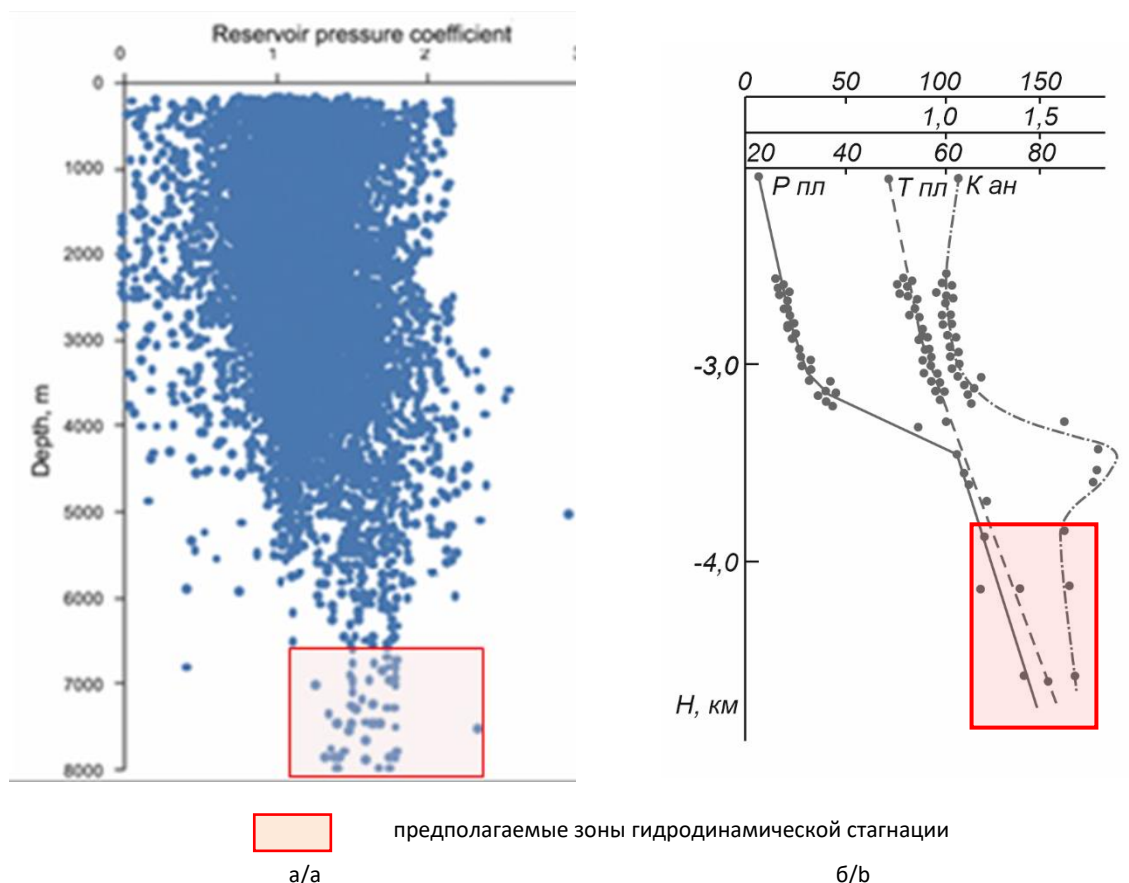 Reservoir pressure coefficient
0 1 2
0
1000
2000
3000
4000
5000
6000
7000
8000
Depth, m
0 50 100 150
1,0 1,5
20 40 60 80
Р пл Т пл К ан
-3,0
-4,0
Н, км
предполагаемые зоны гидродинамической стагнации
а/a б/b